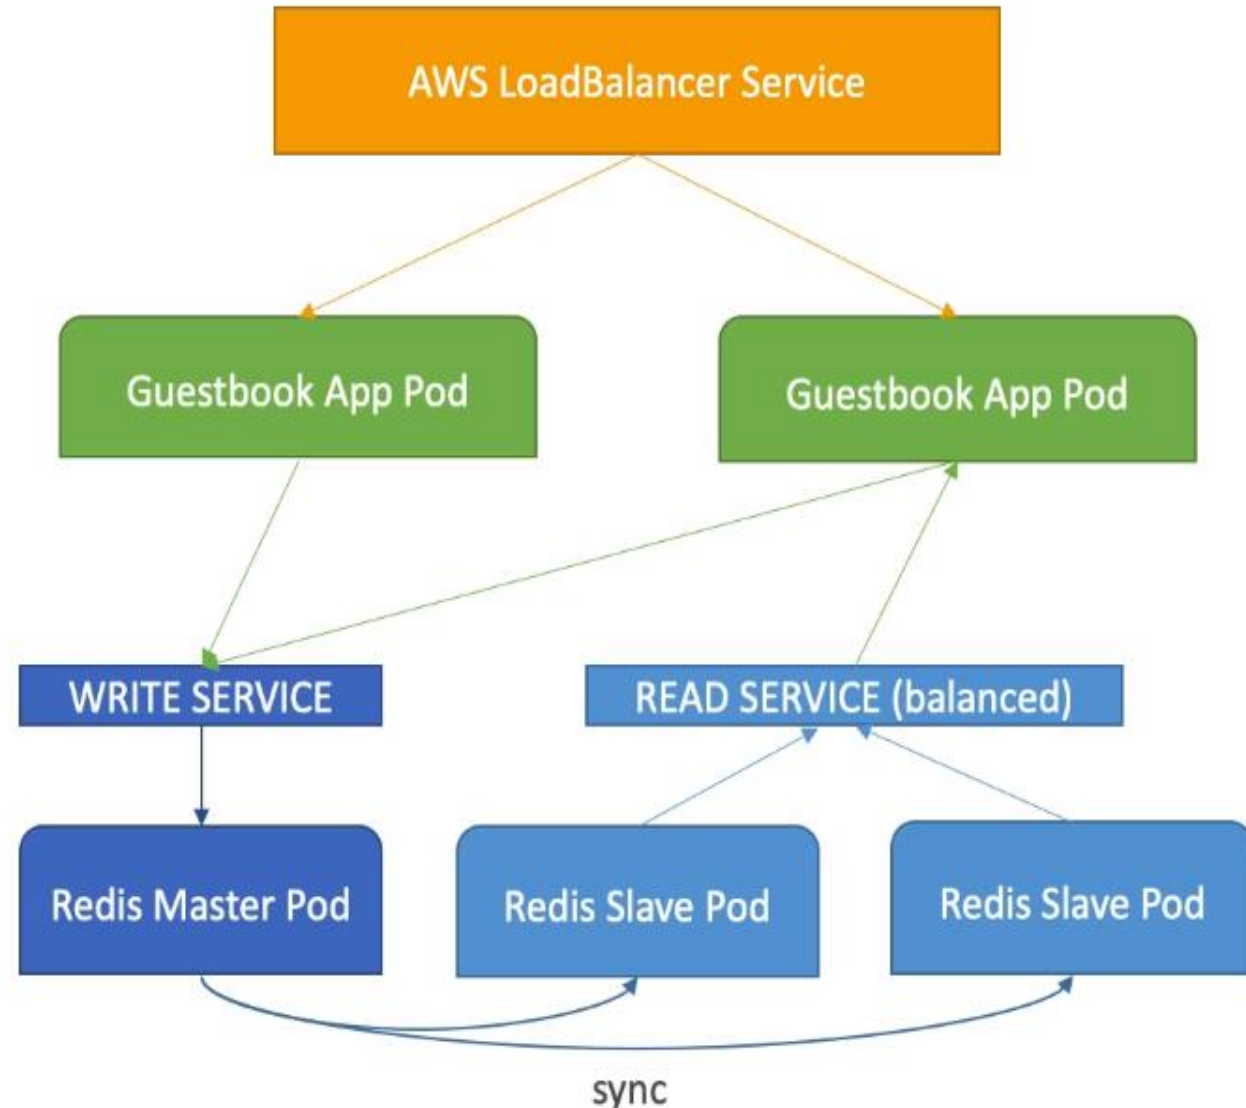 AWS LoadBalancer Service
Guestbook App Pod
Guestbook App Pod
WRITE SERVICE
READ SERVICE (balanced)
Redis Master Pod
Redis Slave Pod
Redis Slave Pod
sync